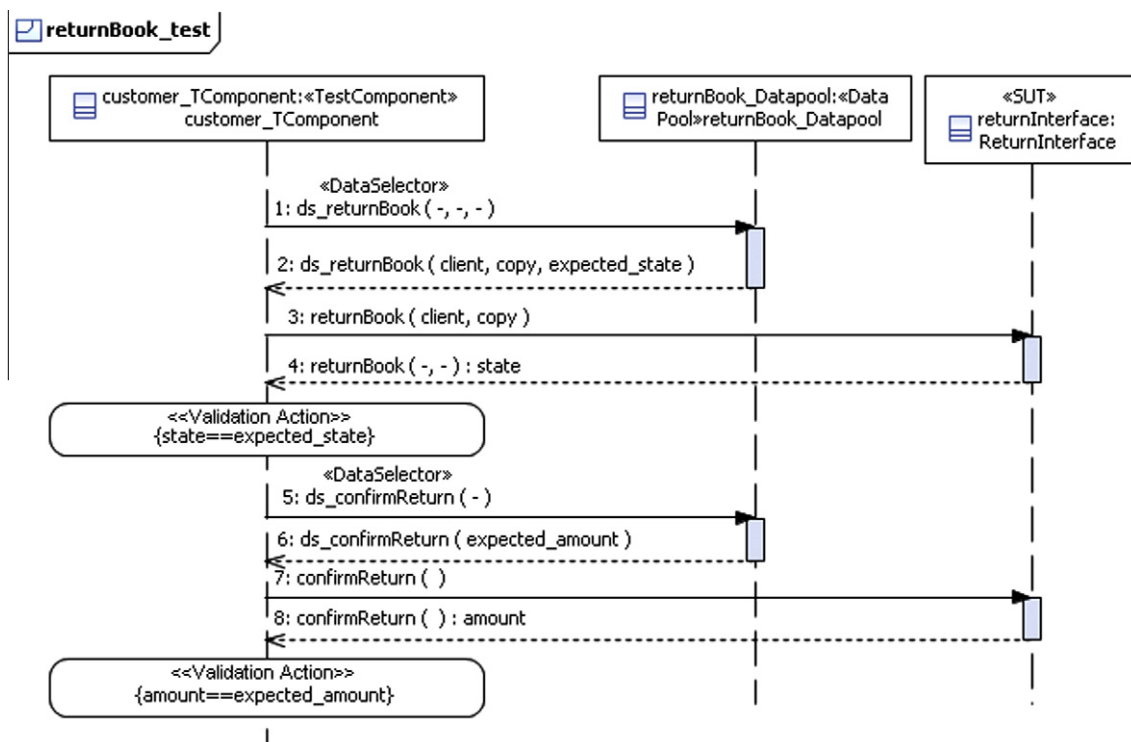 returnBook_test
customer_TComponent:«TestComponent»
customer_TComponent
returnBook_Datapool:«Data
Pool»returnBook_Datapool
«SUT»
returnInterface:
ReturnInterface
«DataSelector»
1: ds_returnBook ( -, -, - )
2: ds_returnBook ( client, copy, expected_state )
3: returnBook ( client, copy )
4: returnBook ( -, - ) : state
<<Validation Action>>
{state==expected_state}
«DataSelector»
5: ds_confirmReturn ( - )
6: ds_confirmReturn ( expected_amount )
7: confirmReturn (  )
8: confirmReturn (  ) : amount
<<Validation Action>>
{amount==expected_amount}